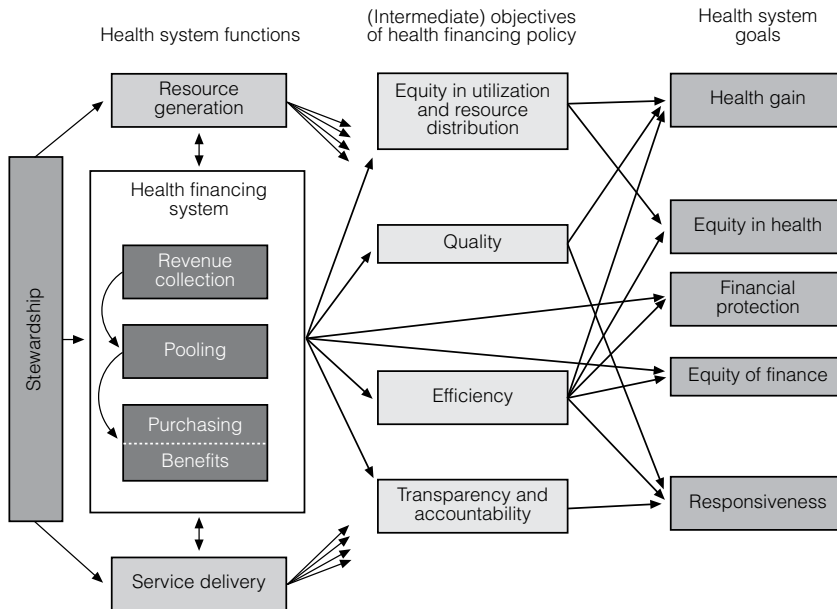 Health system functions
(Intermediate) objectives
of health financing policy
Health system
goals
Stewardship
Resource
generation
Health financing
system
Revenue
collection
Pooling
Purchasing
Benefits
Service delivery
Equity in utilization
and resource
distribution
Quality
Efficiency
Transparency and
accountability
Health gain
Equity in health
Financial
protection
Equity of finance
Responsiveness